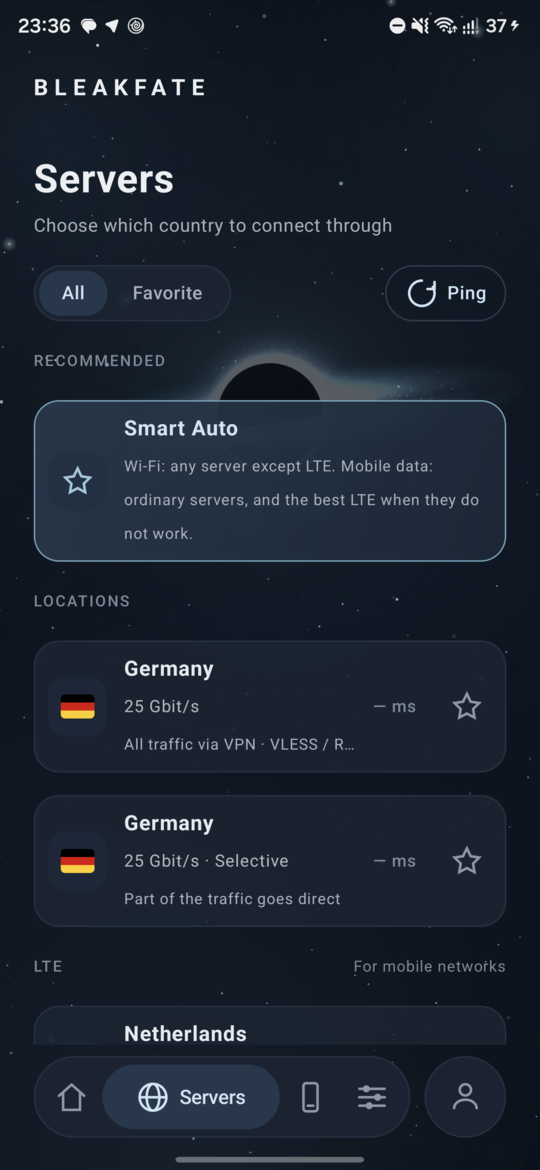 23:36
37
BLEAKFATE
Servers
Choose which country to connect through
All
Favorite
Ping
RECOMMENDED
Smart Auto
Wi-Fi: any server except LTE. Mobile data:
ordinary servers, and the best LTE when they do
not work.
LOCATIONS
Germany
25 Gbit/s
– ms
All traffic via VPN · VLESS / R...
Germany
25 Gbit/s · Selective
– ms
Part of the traffic goes direct
LTE
For mobile networks
Netherlands
Servers